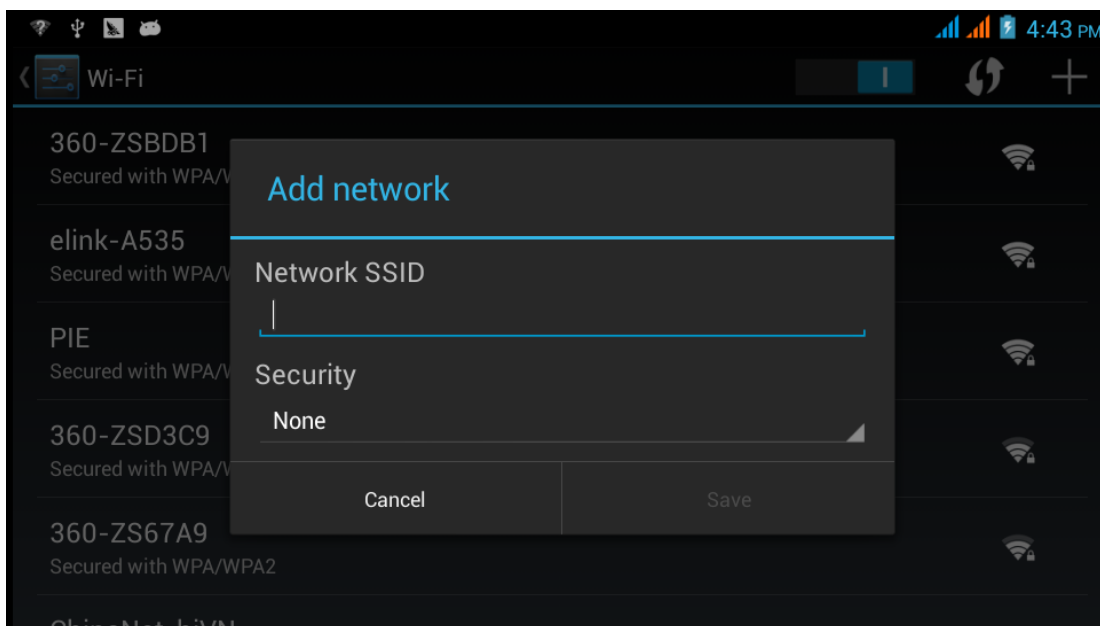 4:43 PM
Wi-Fi
360-ZSBDB1
Secured with WPA/W
Add network
elink-A535
Secured with WPA/W
Network SSID
PIE
Secured with WPA/W
Security
None
360-ZSD3C9
Secured with WPA/W
Cancel
Save
360-ZS67A9
Secured with WPA/WPA2